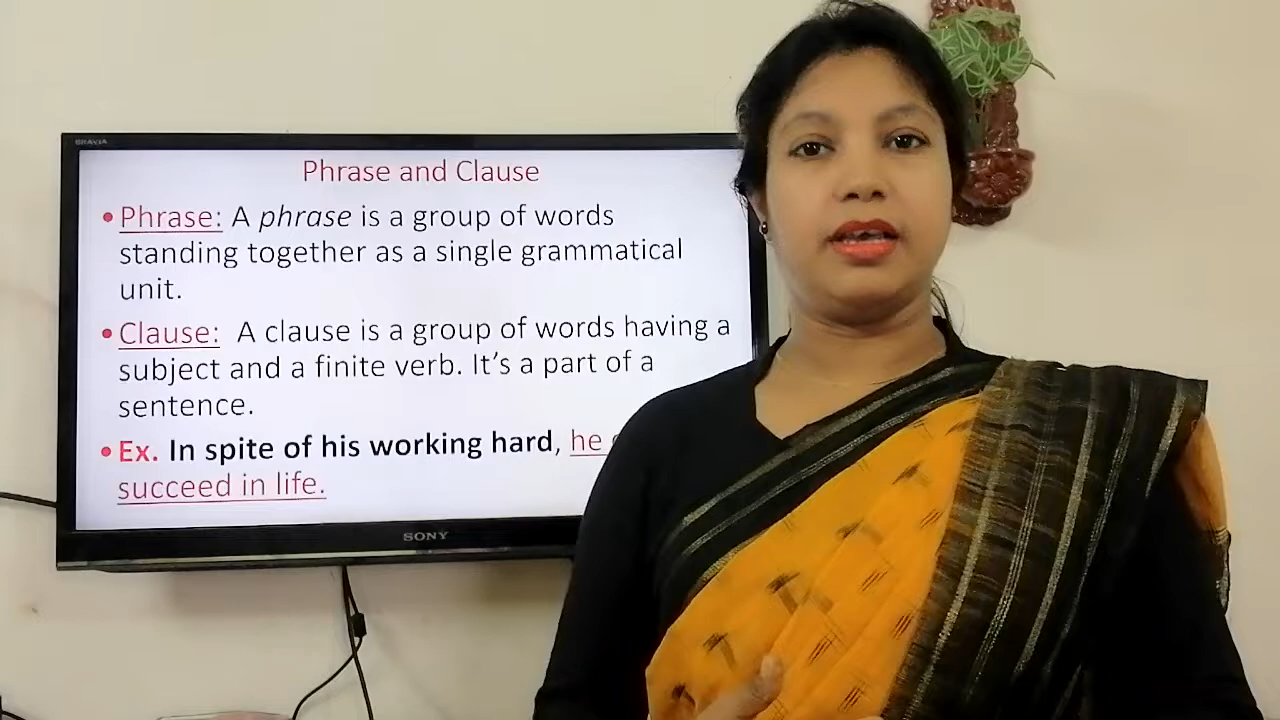 BRAVIA
Phrase and Clause
• Phrase: A phrase is a group of words
standing together as a single grammatical
unit.
• Clause: A clause is a group of words having a
subject and a finite verb. It’s a part of a
sentence.
• Ex. In spite of his working hard, he
succeed in life.
SONY